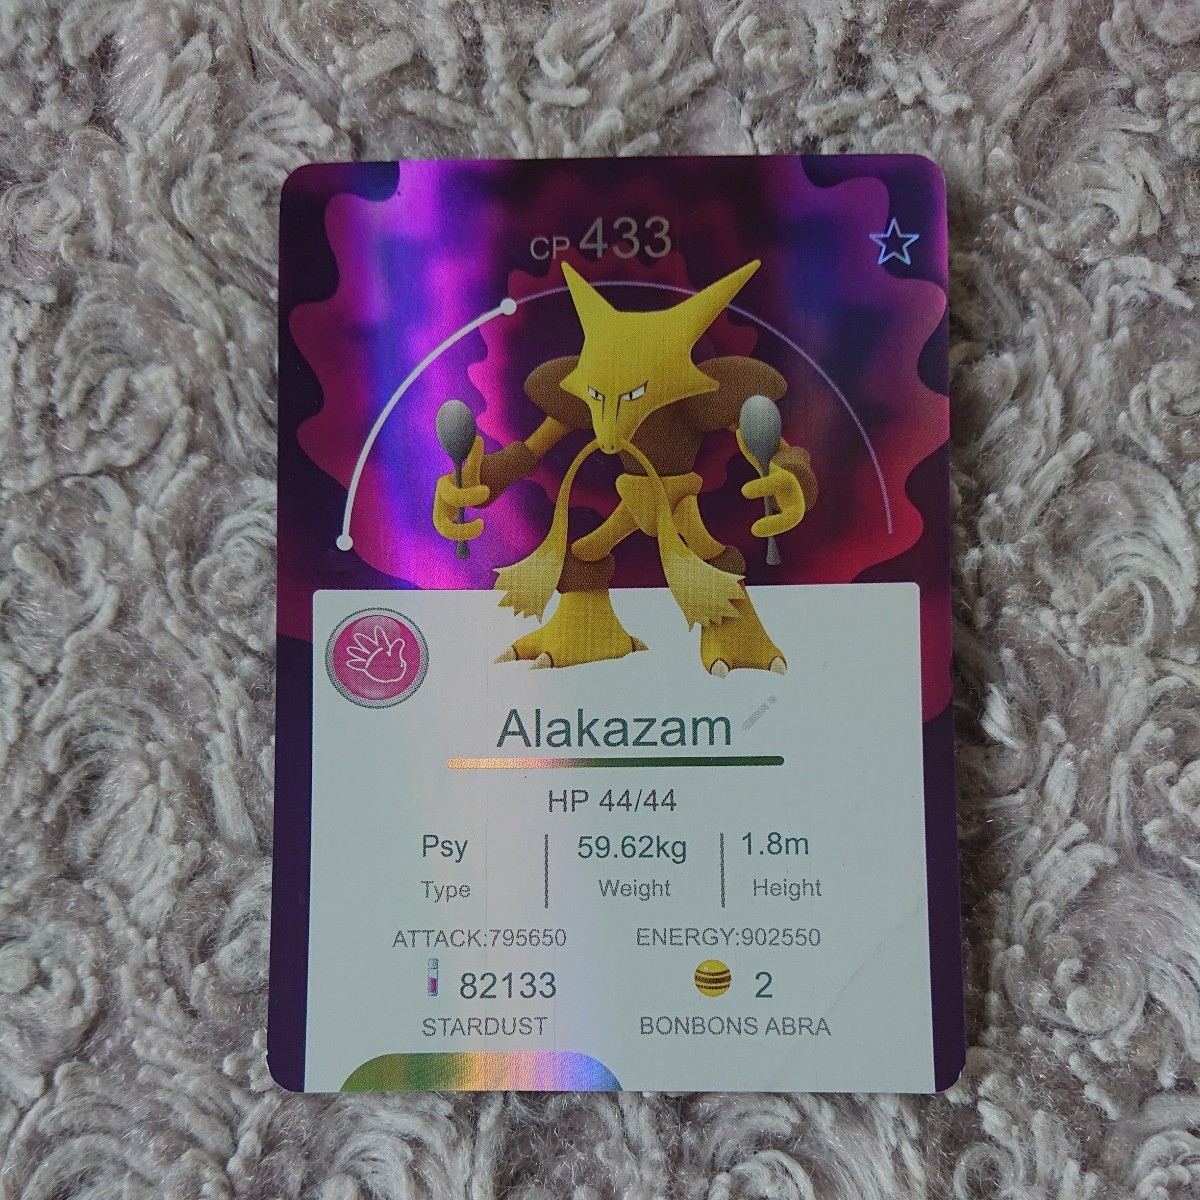 CP 433
Alakazam
HP 44/44
Psy 59.62kg 1.8m
Type Weight Height
ATTACK:795650 ENERGY:902550
82133 2
STARDUST BONBONS ABRA